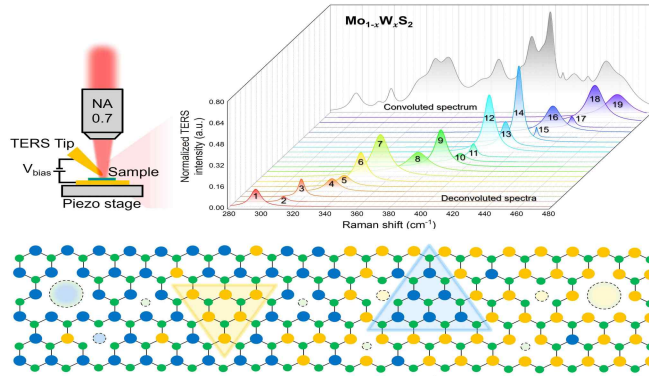 Mo₁₋ₓWₓS₂
NA
0.7
TERS Tip
Sample
V_bias
Piezo stage
Convoluted spectrum
Deconvoluted spectra
Normalized TERS
intensity (a.u.)
0.80
0.64
0.48
0.32
0.16
0.00
1
2
3
4
5
6
7
8
9
10
11
12
13
14
15
16
17
18
19
280 300 320 340 360 380 400 420 440 460 480
Raman shift (cm⁻¹)